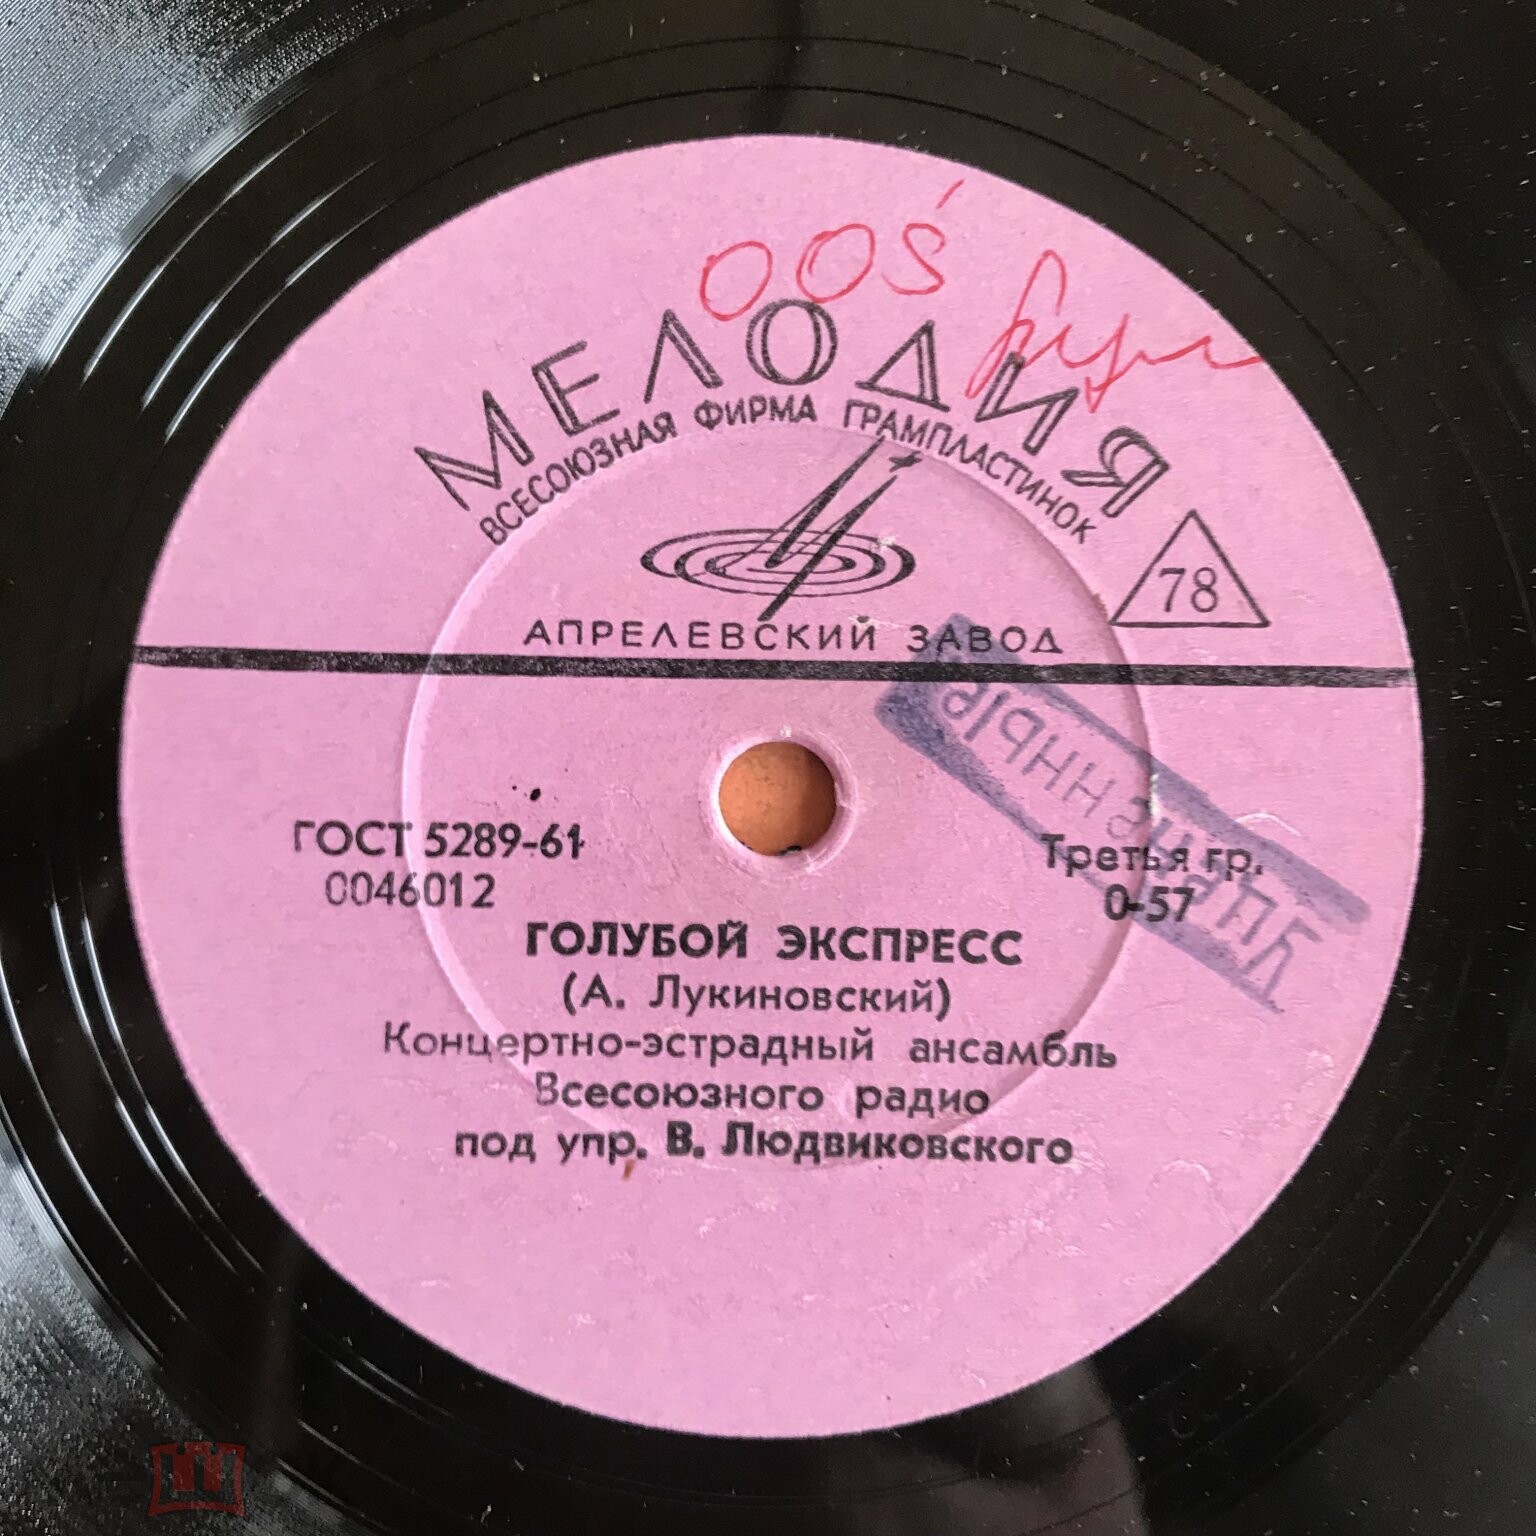 МЕЛОДИЯ
ВСЕСОЮЗНАЯ ФИРМА ГРАМПЛАСТИНОК
78
АПРЕЛЕВСКИЙ ЗАВОД
ГОСТ 5289-61
0046012
Третья гр.
0-57
ГОЛУБОЙ ЭКСПРЕСС
(А. Лукиновский)
Концертно-эстрадный ансамбль
Всесоюзного радио
под упр. В. Людвиковского